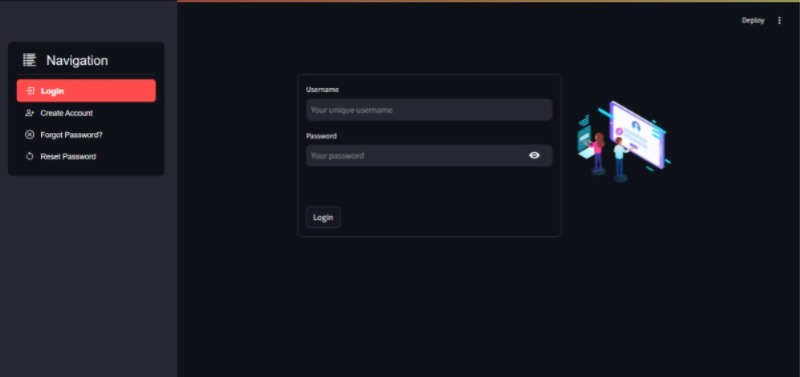 Deploy
Navigation
Login
Create Account
Forgot Password?
Reset Password
Username
Your unique username
Password
Your password
Login